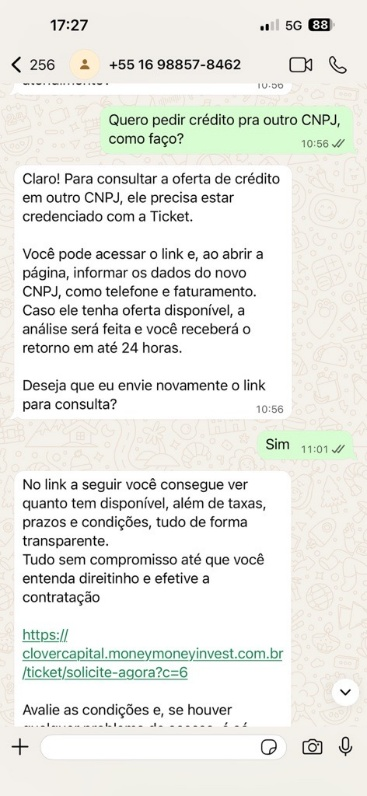 17:27
5G 88
256
+55 16 98857-8462
10:56
Quero pedir crédito pra outro CNPJ,
como faço?
10:56
Claro! Para consultar a oferta de crédito
em outro CNPJ, ele precisa estar
credenciado com a Ticket.
Você pode acessar o link e, ao abrir a
página, informar os dados do novo
CNPJ, como telefone e faturamento.
Caso ele tenha oferta disponível, a
análise será feita e você receberá o
retorno em até 24 horas.
Deseja que eu envie novamente o link
para consulta?
10:56
Sim
11:01
No link a seguir você consegue ver
quanto tem disponível, além de taxas,
prazos e condições, tudo de forma
transparente.
Tudo sem compromisso até que você
entenda direitinho e efetive a
contratação
https://
clovercapital.moneymoneyinvest.com.br
/ticket/solicite-agora?c=6
Avalie as condições e, se houver